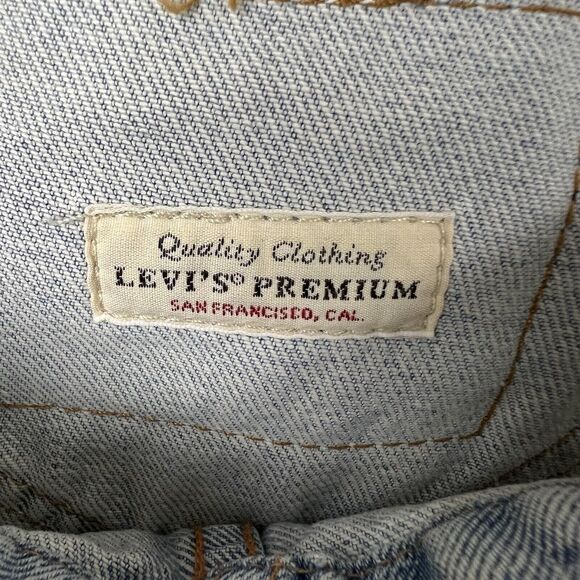 Quality Clothing
LEVI'S® PREMIUM
SAN FRANCISCO, CAL.